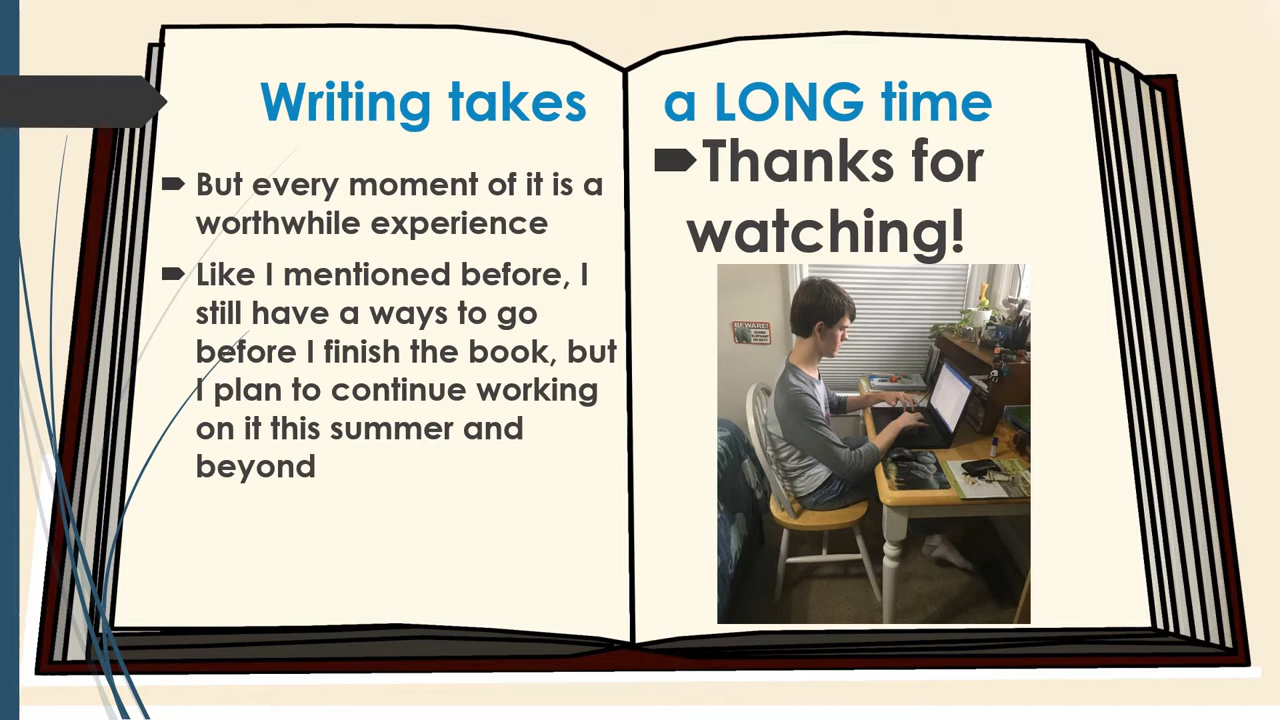 Writing takes a LONG time
But every moment of it is a
worthwhile experience
Like I mentioned before, I
still have a ways to go
before I finish the book, but
I plan to continue working
on it this summer and
beyond
Thanks for
watching!
BEWARE!